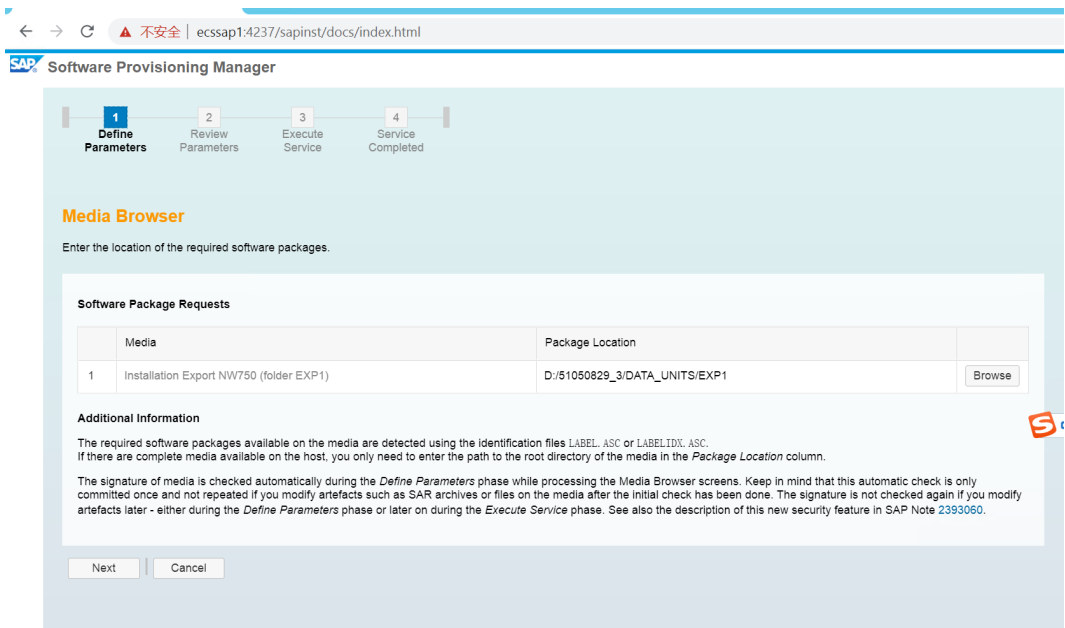 不安全 | ecssap1:4237/sapinst/docs/index.html
SAP Software Provisioning Manager
1 2 3 4
Define Review Execute Service
Parameters Parameters Service Completed
Media Browser
Enter the location of the required software packages.
Software Package Requests
Media Package Location
1 Installation Export NW750 (folder EXP1) D:/51050829_3/DATA_UNITS/EXP1 Browse
Additional Information
The required software packages available on the media are detected using the identification files LABEL.ASC or LABELIDX.ASC.
If there are complete media available on the host, you only need to enter the path to the root directory of the media in the Package Location column.
The signature of media is checked automatically during the Define Parameters phase while processing the Media Browser screens. Keep in mind that this automatic check is only
committed once and not repeated if you modify artefacts such as SAR archives or files on the media after the initial check has been done. The signature is not checked again if you modify
artefacts later - either during the Define Parameters phase or later on during the Execute Service phase. See also the description of this new security feature in SAP Note 2393060.
Next | Cancel